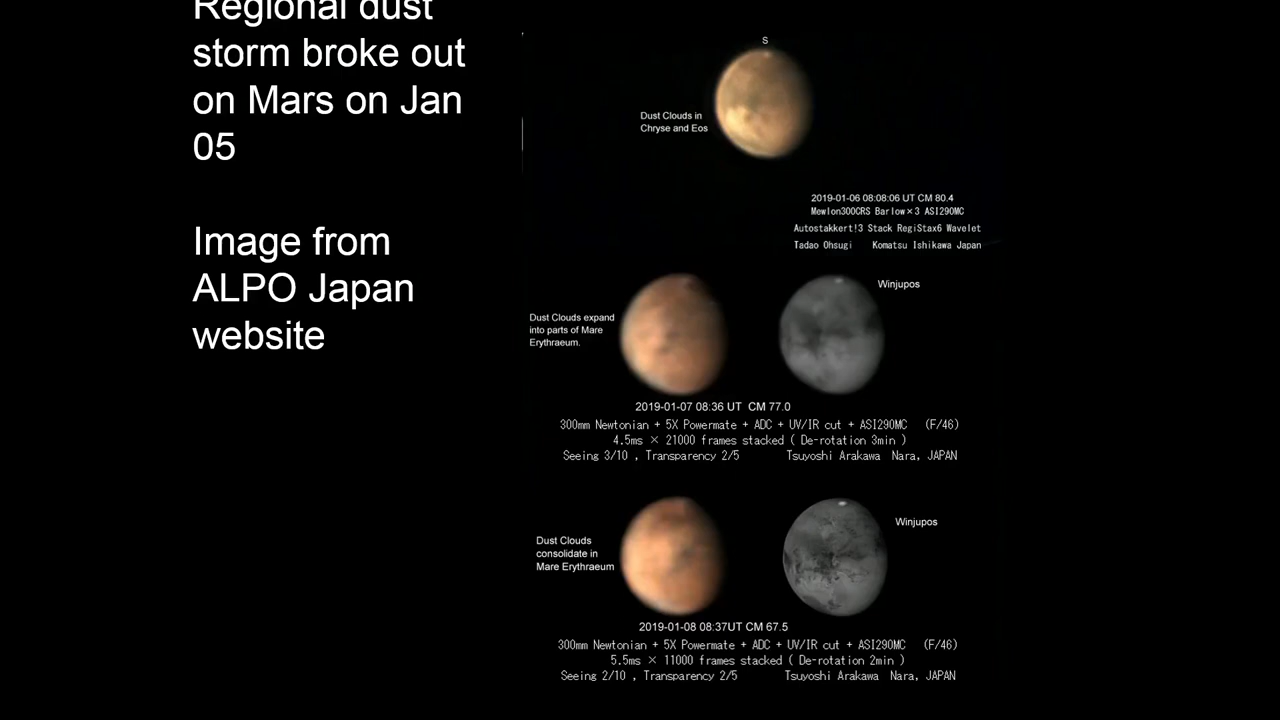 Regional dust
storm broke out
on Mars on Jan
05
Image from
ALPO Japan
website
S
Dust Clouds in
Chryse and Eos
2019-01-06 08:08:06 UT CM 80.4
Mewlon300CRS Barlow×3 ASI290MC
Autostakkert!3 Stack RegiStax6 Wavelet
Tadao Ohsugi Komatsu Ishikawa Japan
Dust Clouds expand
into parts of Mare
Erythraeum.
Winjupos
2019-01-07 08:36 UT CM 77.0
300mm Newtonian + 5X Powermate + ADC + UV/IR cut + ASI290MC (F/46)
4.5ms × 21000 frames stacked ( De-rotation 3min )
Seeing 3/10 , Transparency 2/5 Tsuyoshi Arakawa Nara, JAPAN
Dust Clouds
consolidate in
Mare Erythraeum
Winjupos
2019-01-08 08:37UT CM 67.5
300mm Newtonian + 5X Powermate + ADC + UV/IR cut + ASI290MC (F/46)
5.5ms × 11000 frames stacked ( De-rotation 2min )
Seeing 2/10 , Transparency 2/5 Tsuyoshi Arakawa Nara, JAPAN